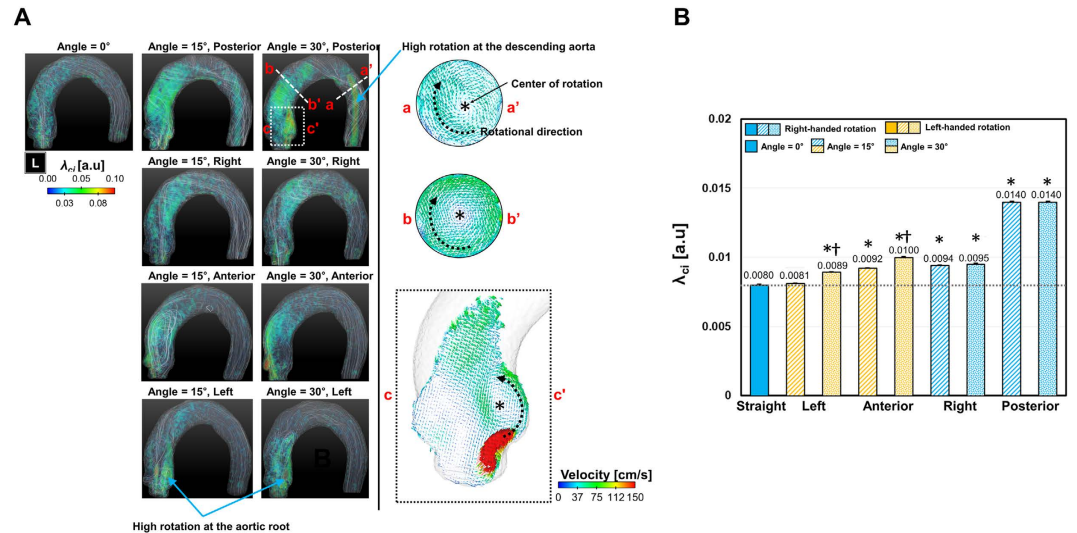 A
B
Angle = 0°
Angle = 15°, Posterior
Angle = 30°, Posterior
High rotation at the descending aorta
b
a'
b'
a
c
c'
a
a'
Center of rotation
*
Rotational direction
L
λci [a.u]
0.00 0.05 0.10
0.03 0.08
Angle = 15°, Right
Angle = 30°, Right
b
*
b'
Angle = 15°, Anterior
Angle = 30°, Anterior
Angle = 15°, Left
Angle = 30°, Left
B
c
*
c'
Velocity [cm/s]
0 37 75 112 150
High rotation at the aortic root
0.02
0.015
0.01
0.005
0
λci [a.u]
Right-handed rotation
Left-handed rotation
Angle = 0°
Angle = 15°
Angle = 30°
*† * *† * * * *
0.0080 0.0081 0.0089 0.0092 0.0100 0.0094 0.0095 0.0140 0.0140
Straight Left Anterior Right Posterior